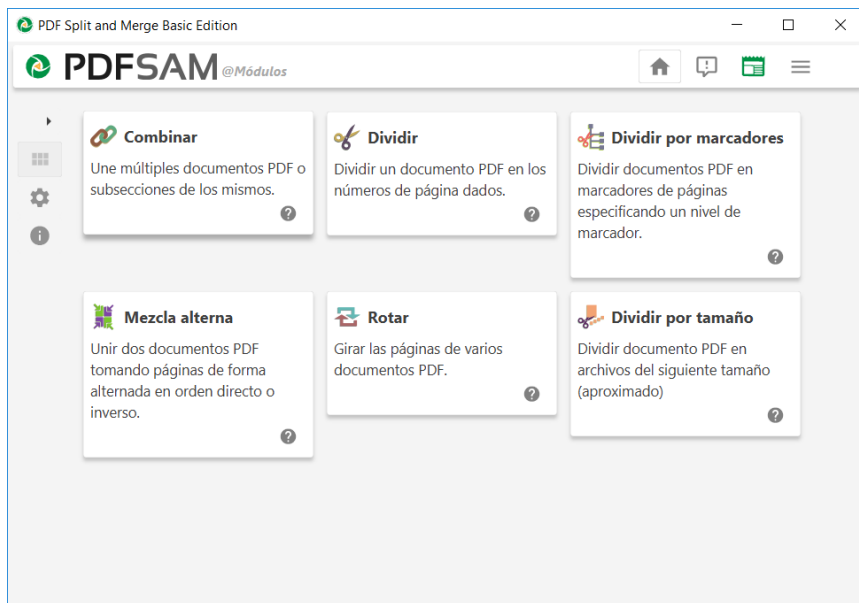 PDF Split and Merge Basic Edition
PDFSAM @Módulos
Combinar
Une múltiples documentos PDF o
subsecciones de los mismos.
Dividir
Dividir un documento PDF en los
números de página dados.
Dividir por marcadores
Dividir documentos PDF en
marcadores de páginas
especificando un nivel de
marcador.
Mezcla alterna
Unir dos documentos PDF
tomando páginas de forma
alternada en orden directo o
inverso.
Rotar
Girar las páginas de varios
documentos PDF.
Dividir por tamaño
Dividir documento PDF en
archivos del siguiente tamaño
(aproximado)